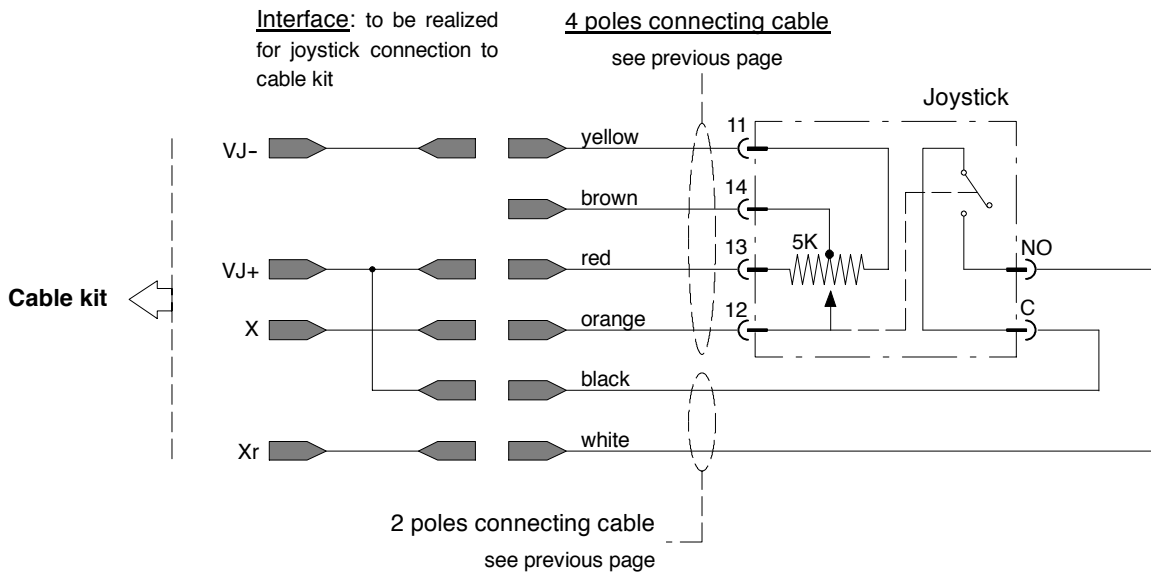 Interface: to be realized
for joystick connection to
cable kit
4 poles connecting cable
see previous page
Joystick
VJ- yellow 11
brown 14
VJ+ red 13 5K NO
Cable kit
X orange 12 C
black
Xr white
2 poles connecting cable
see previous page